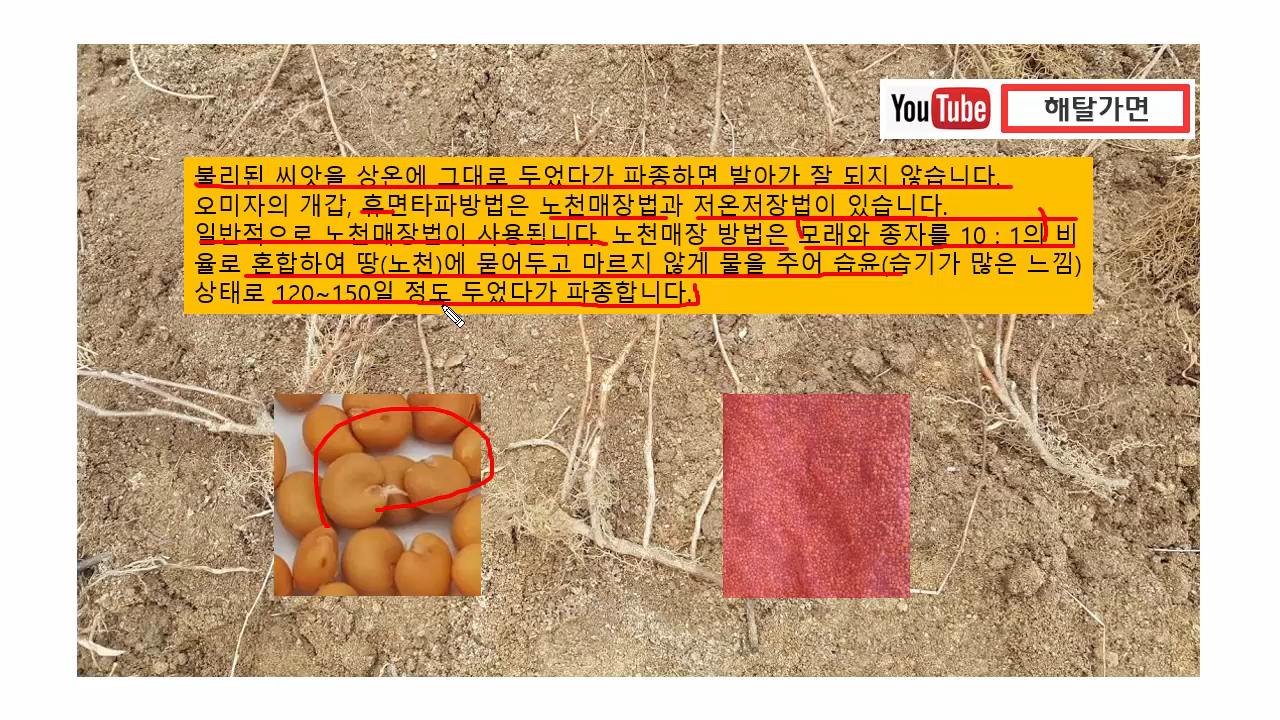 YouTube 해탈가면
불리된 씨앗을 상온에 그대로 두었다가 파종하면 발아가 잘 되지 않습니다.
오미자의 개갑, 휴면타파방법은 노천매장법과 저온저장법이 있습니다.
일반적으로 노천매장법이 사용됩니다. 노천매장 방법은 모래와 종자를 10 : 1의 비
율로 혼합하여 땅(노천)에 묻어두고 마르지 않게 물을 주어 습윤(습기가 많은 느낌)
상태로 120~150일 정도 두었다가 파종합니다.